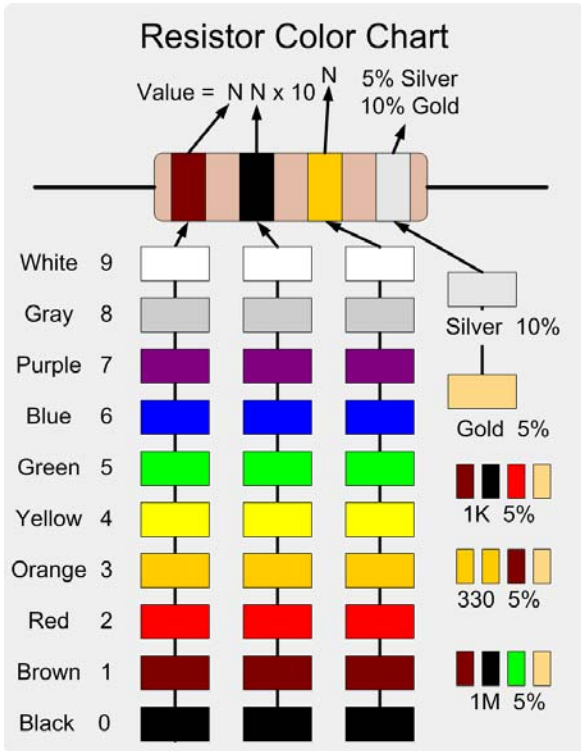 Resistor Color Chart
Value = N N x 10 N
5% Silver
10% Gold
White 9
Gray 8
Purple 7
Blue 6
Green 5
Yellow 4
Orange 3
Red 2
Brown 1
Black 0
Silver 10%
Gold 5%
1K 5%
330 5%
1M 5%